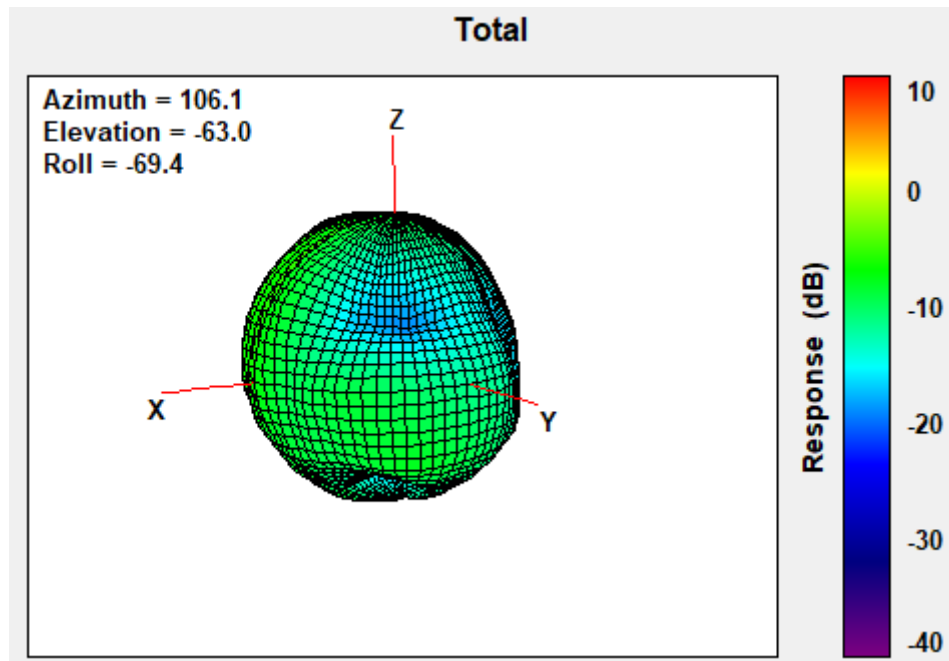 Total
Azimuth = 106.1
Elevation = -63.0
Roll = -69.4
Z
X
Y
10
0
-10
-20
-30
-40
Response (dB)